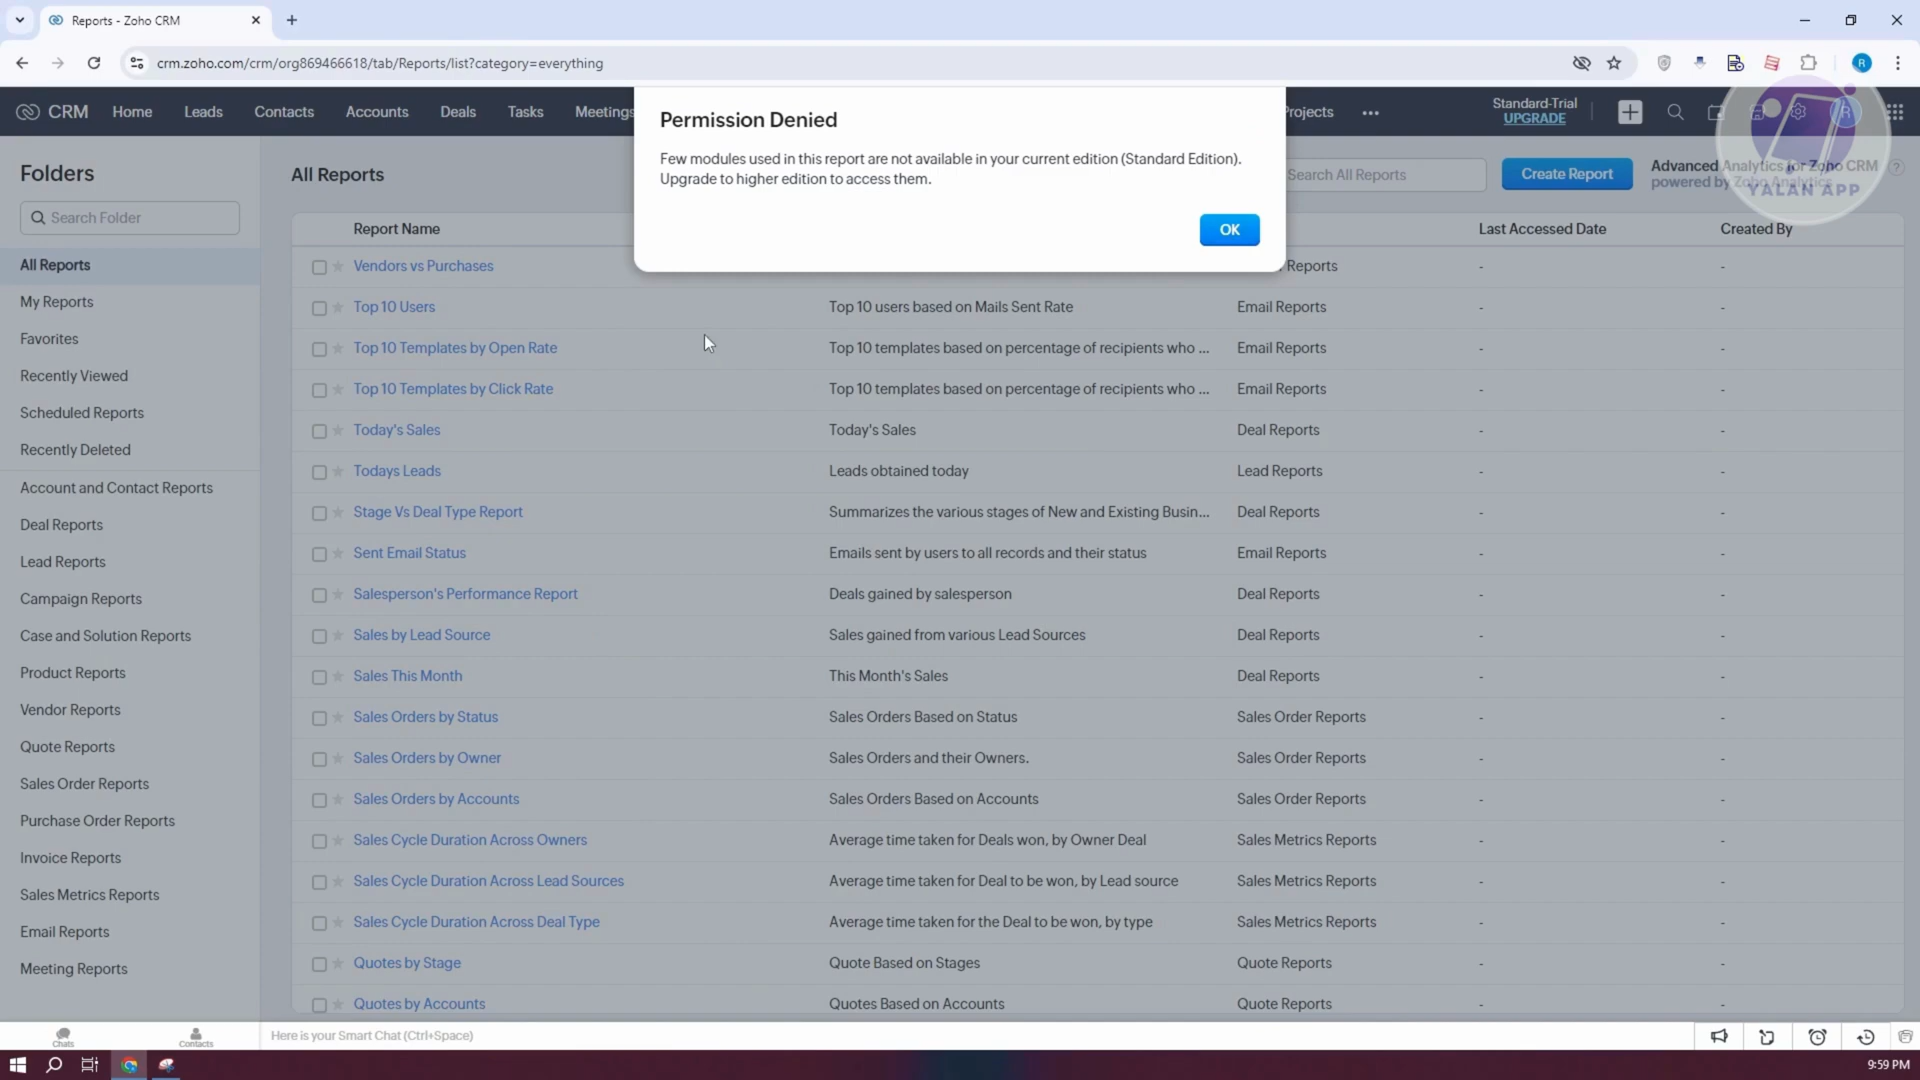 Reports - Zoho CRM
crm.zoho.com/crm/org869466618/tab/Reports/list?category=everything
R
CRM Home Leads Contacts Accounts Deals Tasks Meetings Projects
Standard-Trial
UPGRADE
Permission Denied
Few modules used in this report are not available in your current edition (Standard Edition).
Upgrade to higher edition to access them.
OK
Folders
Search Folder
All Reports
My Reports
Favorites
Recently Viewed
Scheduled Reports
Recently Deleted
Account and Contact Reports
Deal Reports
Lead Reports
Campaign Reports
Case and Solution Reports
Product Reports
Vendor Reports
Quote Reports
Sales Order Reports
Purchase Order Reports
Invoice Reports
Sales Metrics Reports
Email Reports
Meeting Reports
All Reports
Search All Reports
Create Report
Advanced Analytics for Zoho CRM
powered by Zoho Analytics
YALAN APP
Report Name Last Accessed Date Created By
Vendors vs Purchases Reports - -
Top 10 Users Top 10 users based on Mails Sent Rate Email Reports - -
Top 10 Templates by Open Rate Top 10 templates based on percentage of recipients who ... Email Reports - -
Top 10 Templates by Click Rate Top 10 templates based on percentage of recipients who ... Email Reports - -
Today's Sales Today's Sales Deal Reports - -
Todays Leads Leads obtained today Lead Reports - -
Stage Vs Deal Type Report Summarizes the various stages of New and Existing Busin... Deal Reports - -
Sent Email Status Emails sent by users to all records and their status Email Reports - -
Salesperson's Performance Report Deals gained by salesperson Deal Reports - -
Sales by Lead Source Sales gained from various Lead Sources Deal Reports - -
Sales This Month This Month's Sales Deal Reports - -
Sales Orders by Status Sales Orders Based on Status Sales Order Reports - -
Sales Orders by Owner Sales Orders and their Owners. Sales Order Reports - -
Sales Orders by Accounts Sales Orders Based on Accounts Sales Order Reports - -
Sales Cycle Duration Across Owners Average time taken for Deals won, by Owner Deal Sales Metrics Reports - -
Sales Cycle Duration Across Lead Sources Average time taken for Deal to be won, by Lead source Sales Metrics Reports - -
Sales Cycle Duration Across Deal Type Average time taken for the Deal to be won, by type Sales Metrics Reports - -
Quotes by Stage Quote Based on Stages Quote Reports - -
Quotes by Accounts Quotes Based on Accounts Quote Reports - -
Chats Contacts Here is your Smart Chat (Ctrl+Space)
9:59 PM